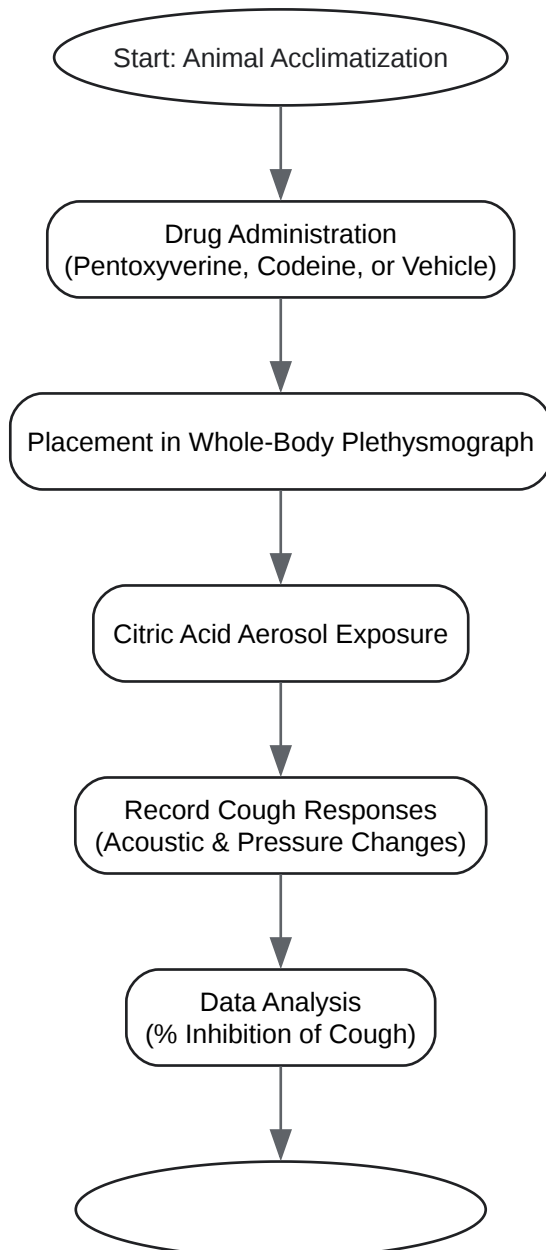 Start: Animal Acclimatization
Drug Administration
(Pentoxyverine, Codeine, or Vehicle)
Placement in Whole-Body Plethysmograph
Citric Acid Aerosol Exposure
Record Cough Responses
(Acoustic & Pressure Changes)
Data Analysis
(% Inhibition of Cough)